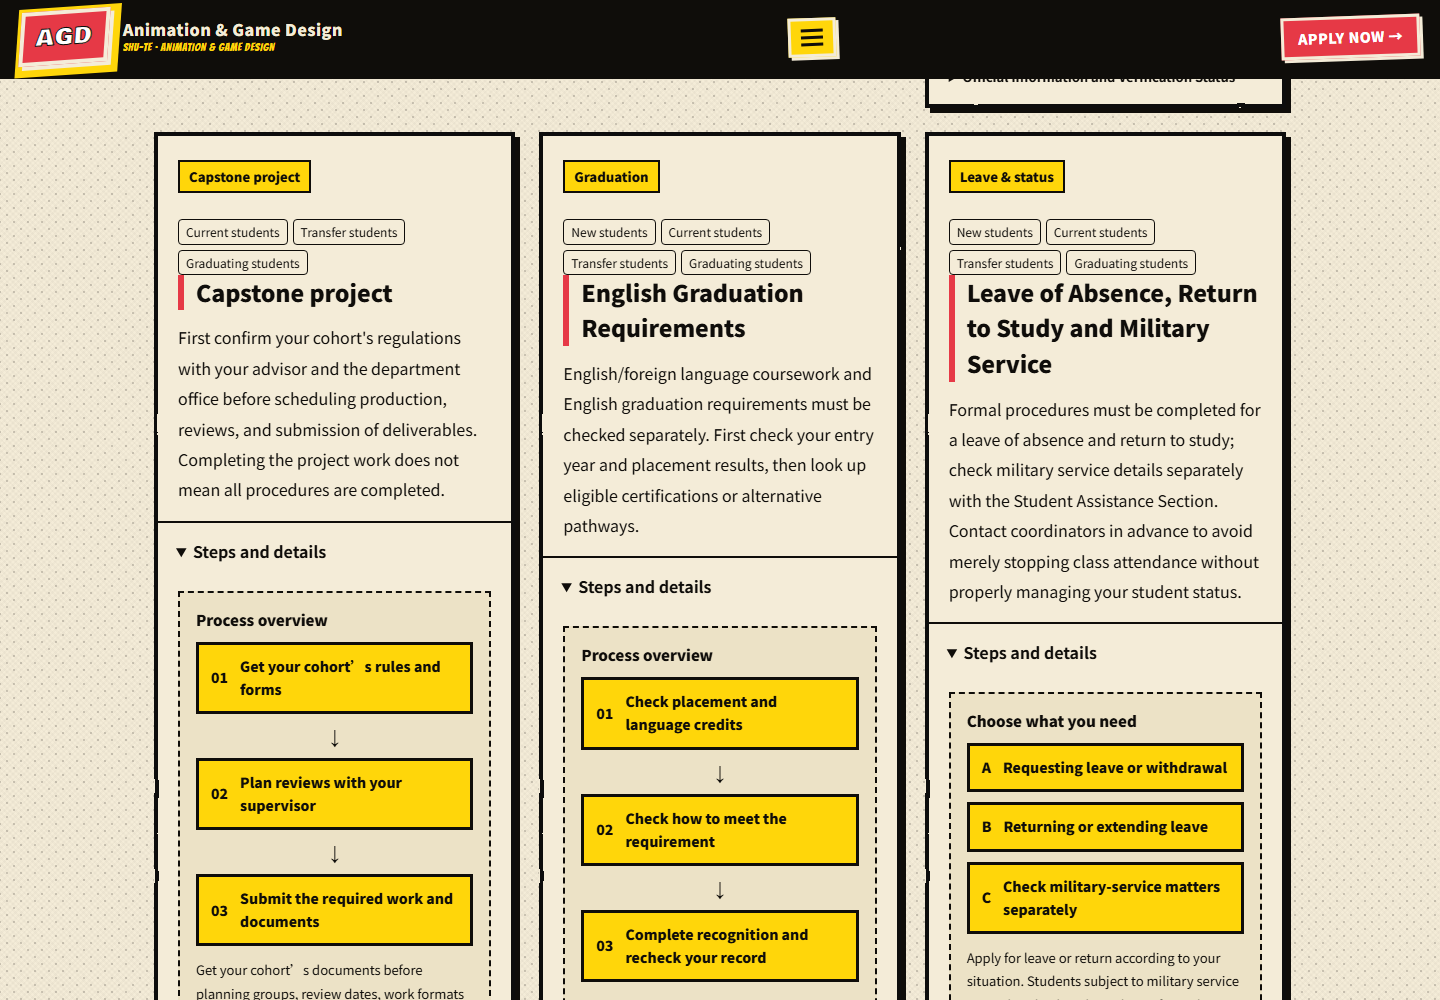 AGD
Animation & Game Design
SHU-TE · ANIMATION & GAME DESIGN
APPLY NOW →
Official Information and Verification Status
Capstone project
Current students
Transfer students
Graduating students
Capstone project
First confirm your cohort's regulations
with your advisor and the department
office before scheduling production,
reviews, and submission of deliverables.
Completing the project work does not
mean all procedures are completed.
▼ Steps and details
Process overview
01 Get your cohort’s rules and
forms
↓
02 Plan reviews with your
supervisor
↓
03 Submit the required work and
documents
Get your cohort’s documents before
planning groups, review dates, work formats
Graduation
New students
Current students
Transfer students
Graduating students
English Graduation
Requirements
English/foreign language coursework and
English graduation requirements must be
checked separately. First check your entry
year and placement results, then look up
eligible certifications or alternative
pathways.
▼ Steps and details
Process overview
01 Check placement and
language credits
↓
02 Check how to meet the
requirement
↓
03 Complete recognition and
recheck your record
Leave & status
New students
Current students
Transfer students
Graduating students
Leave of Absence, Return
to Study and Military
Service
Formal procedures must be completed for
a leave of absence and return to study;
check military service details separately
with the Student Assistance Section.
Contact coordinators in advance to avoid
merely stopping class attendance without
properly managing your student status.
▼ Steps and details
Choose what you need
A Requesting leave or withdrawal
B Returning or extending leave
C Check military-service matters
separately
Apply for leave or return according to your
situation. Students subject to military service